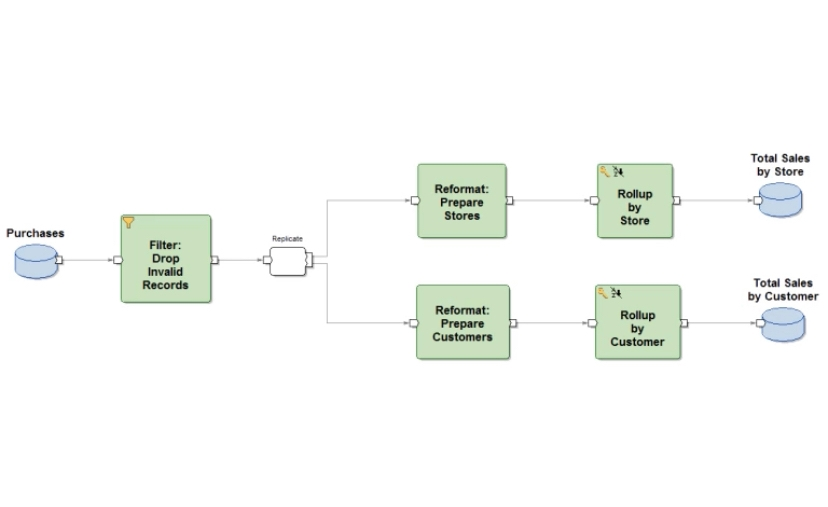 Purchases
Filter:
Drop
Invalid
Records
Replicate
Reformat:
Prepare
Stores
Rollup
by
Store
Total Sales
by Store
Reformat:
Prepare
Customers
Rollup
by
Customer
Total Sales
by Customer